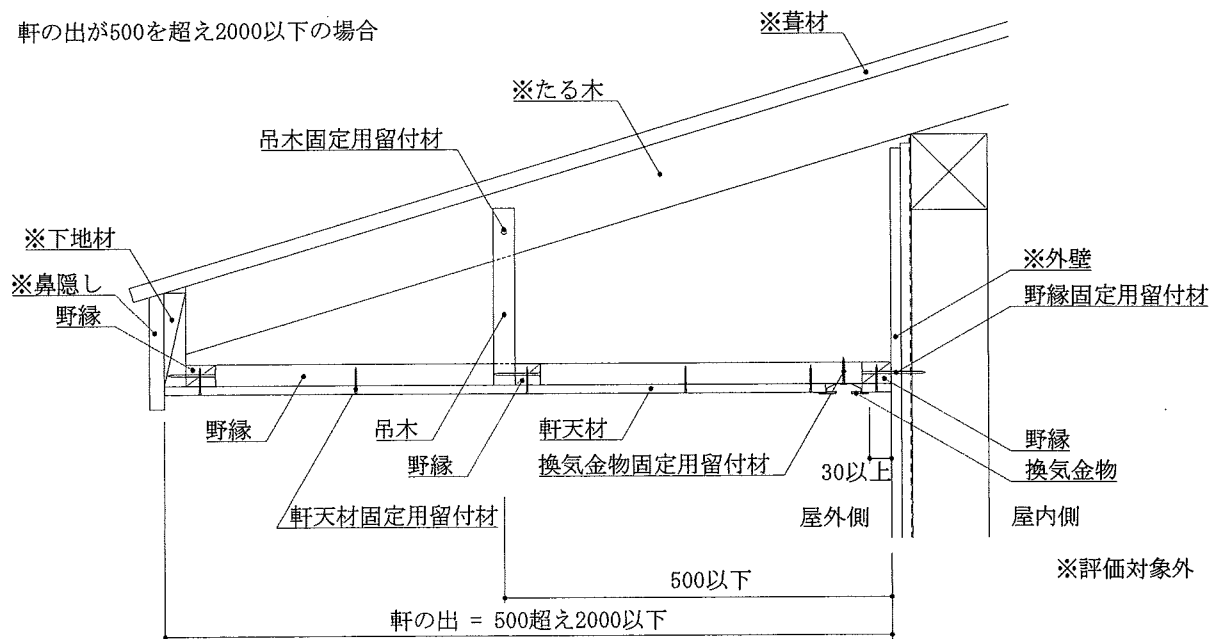 軒の出が500を超え2000以下の場合
※葺材
※たる木
吊木固定用留付材
※下地材
※外壁
※鼻隠し
野縁固定用留付材
野縁
野縁
吊木
軒天材
野縁
野縁
換気金物固定用留付材
換気金物
30以上
軒天材固定用留付材
屋外側
屋内側
※評価対象外
500以下
軒の出 = 500超え2000以下